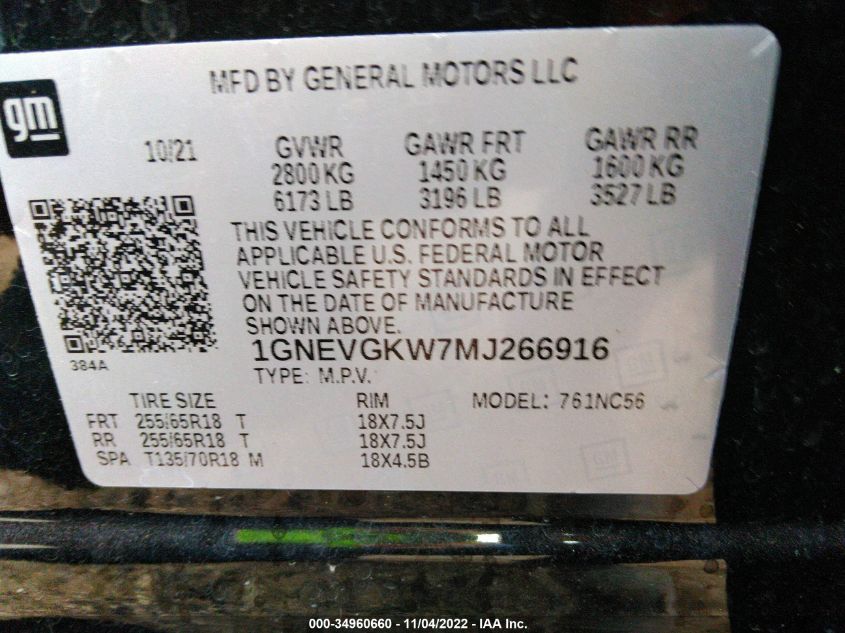 MFD BY GENERAL MOTORS LLC
gm
10/21 GVWR GAWR FRT GAWR RR
2800 KG 1450 KG 1600 KG
6173 LB 3196 LB 3527 LB
THIS VEHICLE CONFORMS TO ALL
APPLICABLE U.S. FEDERAL MOTOR
VEHICLE SAFETY STANDARDS IN EFFECT
ON THE DATE OF MANUFACTURE
SHOWN ABOVE.
384A
1GNEVGKW7MJ266916
TYPE: M.P.V.
TIRE SIZE RIM MODEL: 761NC56
FRT 255/65R18 T 18X7.5J
RR 255/65R18 T 18X7.5J
SPA T135/70R18 M 18X4.5B
000-34960660 - 11/04/2022 - IAA Inc.